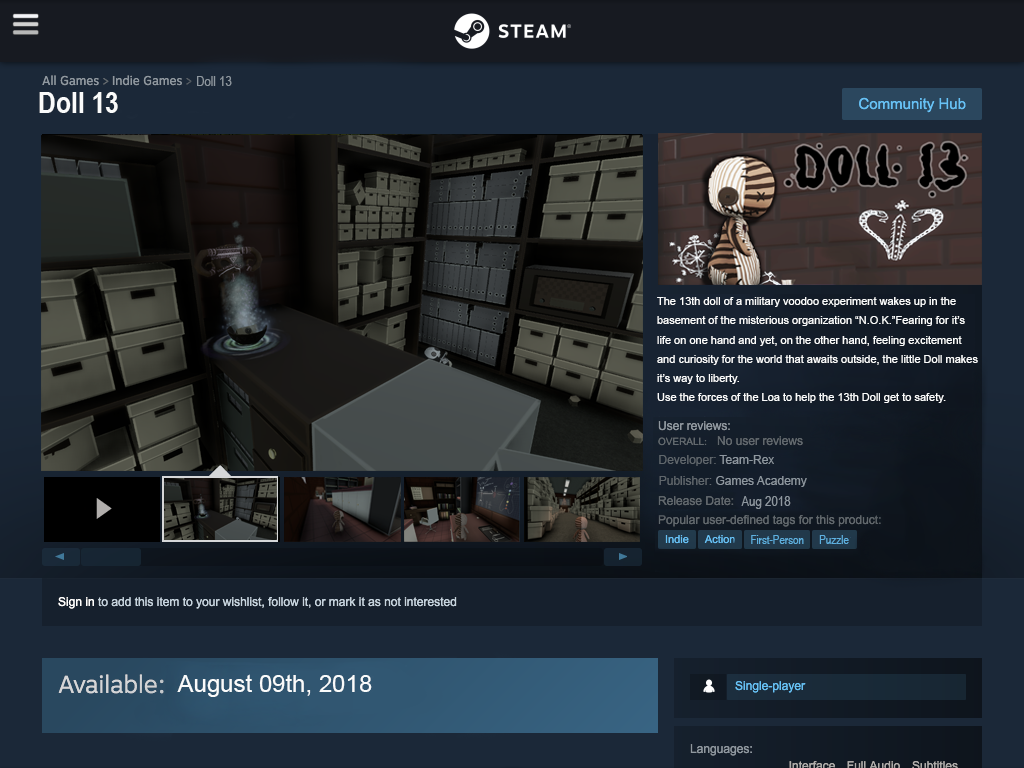 STEAM
All Games > Indie Games > Doll 13
Doll 13
Community Hub
DOLL 13
The 13th doll of a military voodoo experiment wakes up in the
basement of the misterious organization “N.O.K.”Fearing for it's
life on one hand and yet, on the other hand, feeling excitement
and curiosity for the world that awaits outside, the little Doll makes
it's way to liberty.
Use the forces of the Loa to help the 13th Doll get to safety.
User reviews:
OVERALL: No user reviews
Developer: Team-Rex
Publisher: Games Academy
Release Date: Aug 2018
Popular user-defined tags for this product:
Indie Action First-Person Puzzle
Sign in to add this item to your wishlist, follow it, or mark it as not interested
Available: August 09th, 2018
Single-player
Languages:
Interface Full Audio Subtitles